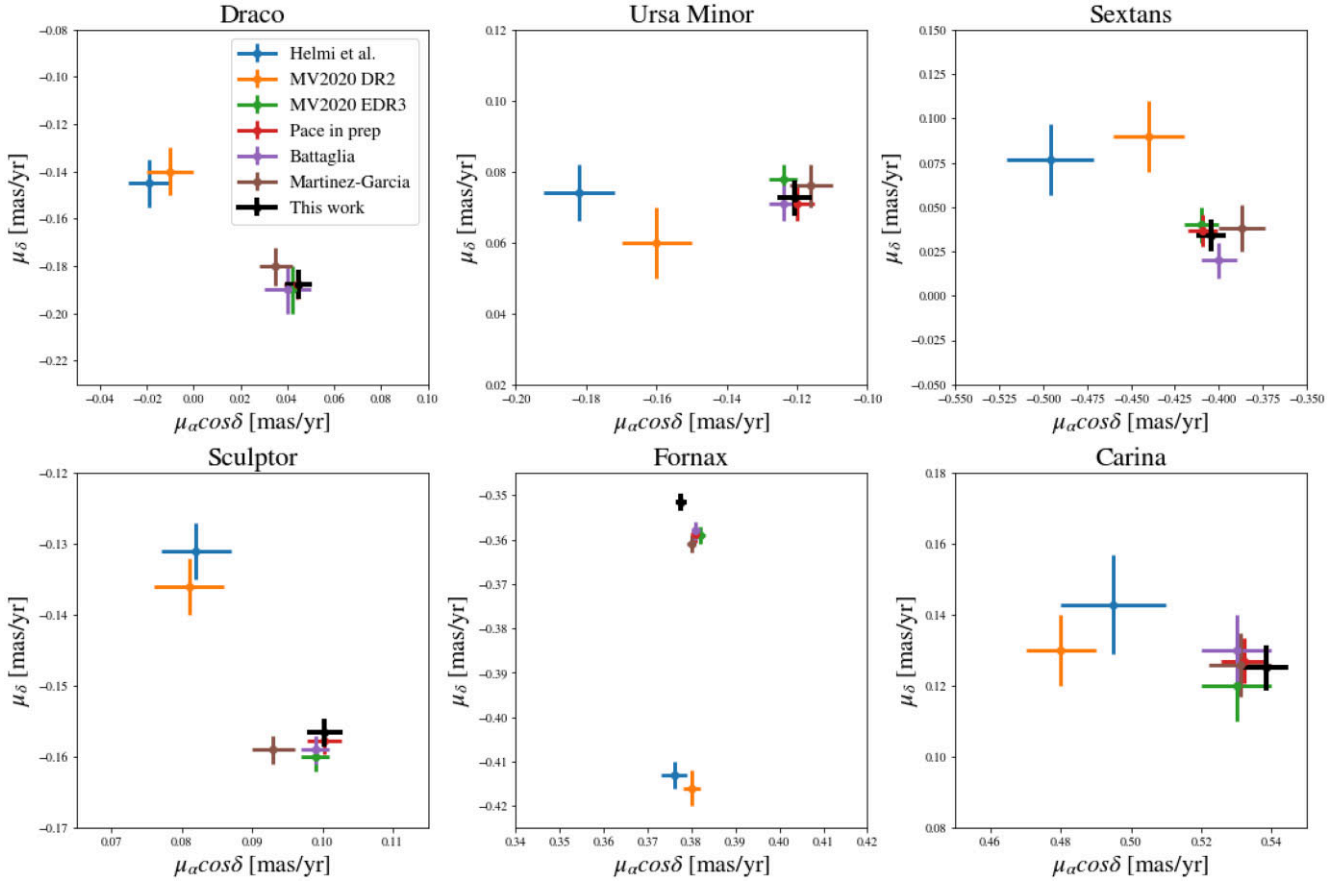 Draco
Ursa Minor
Sextans
−0.08
−0.10
−0.12
−0.14
−0.16
−0.18
−0.20
−0.22
μδ [mas/yr]
Helmi et al.
MV2020 DR2
MV2020 EDR3
Pace in prep
Battaglia
Martinez-Garcia
This work
−0.04 −0.02 0.00 0.02 0.04 0.06 0.08 0.10
μαcosδ [mas/yr]
0.12
0.10
0.08
0.06
0.04
0.02
μδ [mas/yr]
−0.20 −0.18 −0.16 −0.14 −0.12 −0.10
μαcosδ [mas/yr]
0.150
0.125
0.100
0.075
0.050
0.025
0.000
−0.025
−0.050
μδ [mas/yr]
−0.550 −0.525 −0.500 −0.475 −0.450 −0.425 −0.400 −0.375 −0.350
μαcosδ [mas/yr]
Sculptor
Fornax
Carina
−0.12
−0.13
−0.14
−0.15
−0.16
−0.17
μδ [mas/yr]
0.07 0.08 0.09 0.10 0.11
μαcosδ [mas/yr]
−0.35
−0.36
−0.37
−0.38
−0.39
−0.40
−0.41
−0.42
μδ [mas/yr]
0.34 0.35 0.36 0.37 0.38 0.39 0.40 0.41 0.42
μαcosδ [mas/yr]
0.18
0.16
0.14
0.12
0.10
0.08
μδ [mas/yr]
0.46 0.48 0.50 0.52 0.54
μαcosδ [mas/yr]